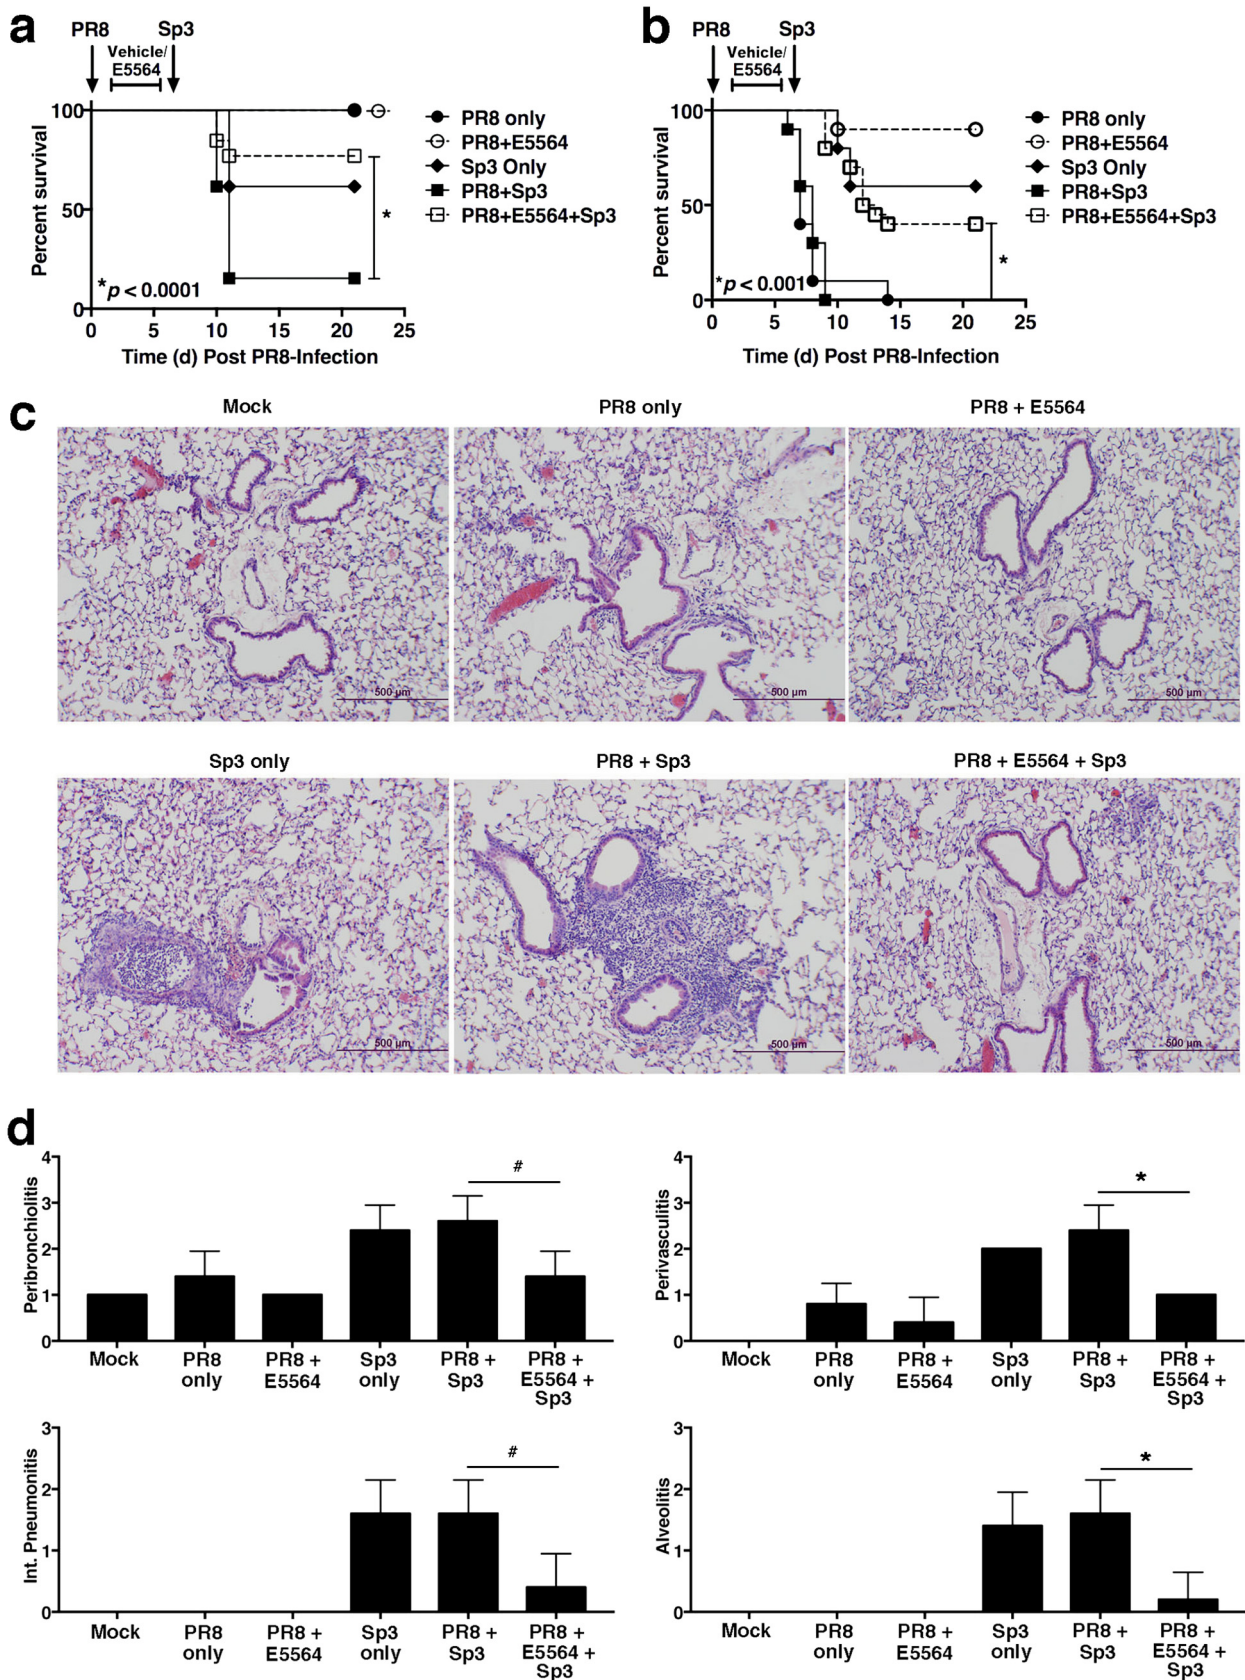 a
PR8
Sp3
Vehicle/
E5564
100
50
0
Percent survival
* p < 0.0001
*
0 5 10 15 20 25
Time (d) Post PR8-Infection
PR8 only
PR8+E5564
Sp3 Only
PR8+Sp3
PR8+E5564+Sp3
b
PR8
Sp3
Vehicle/
E5564
100
50
0
Percent survival
* p < 0.001
*
0 5 10 15 20 25
Time (d) Post PR8-Infection
PR8 only
PR8+E5564
Sp3 Only
PR8+Sp3
PR8+E5564+Sp3
c
Mock
PR8 only
PR8 + E5564
500 µm
500 µm
500 µm
Sp3 only
PR8 + Sp3
PR8 + E5564 + Sp3
500 µm
500 µm
500 µm
d
4
3
2
1
0
Peribronchiolitis
#
Mock
PR8
only
PR8 +
E5564
Sp3
only
PR8 +
Sp3
PR8 +
E5564 +
Sp3
4
3
2
1
0
Perivasculitis
*
Mock
PR8
only
PR8 +
E5564
Sp3
only
PR8 +
Sp3
PR8 +
E5564 +
Sp3
3
2
1
0
Int. Pneumonitis
#
Mock
PR8
only
PR8 +
E5564
Sp3
only
PR8 +
Sp3
PR8 +
E5564 +
Sp3
3
2
1
0
Alveolitis
*
Mock
PR8
only
PR8 +
E5564
Sp3
only
PR8 +
Sp3
PR8 +
E5564 +
Sp3